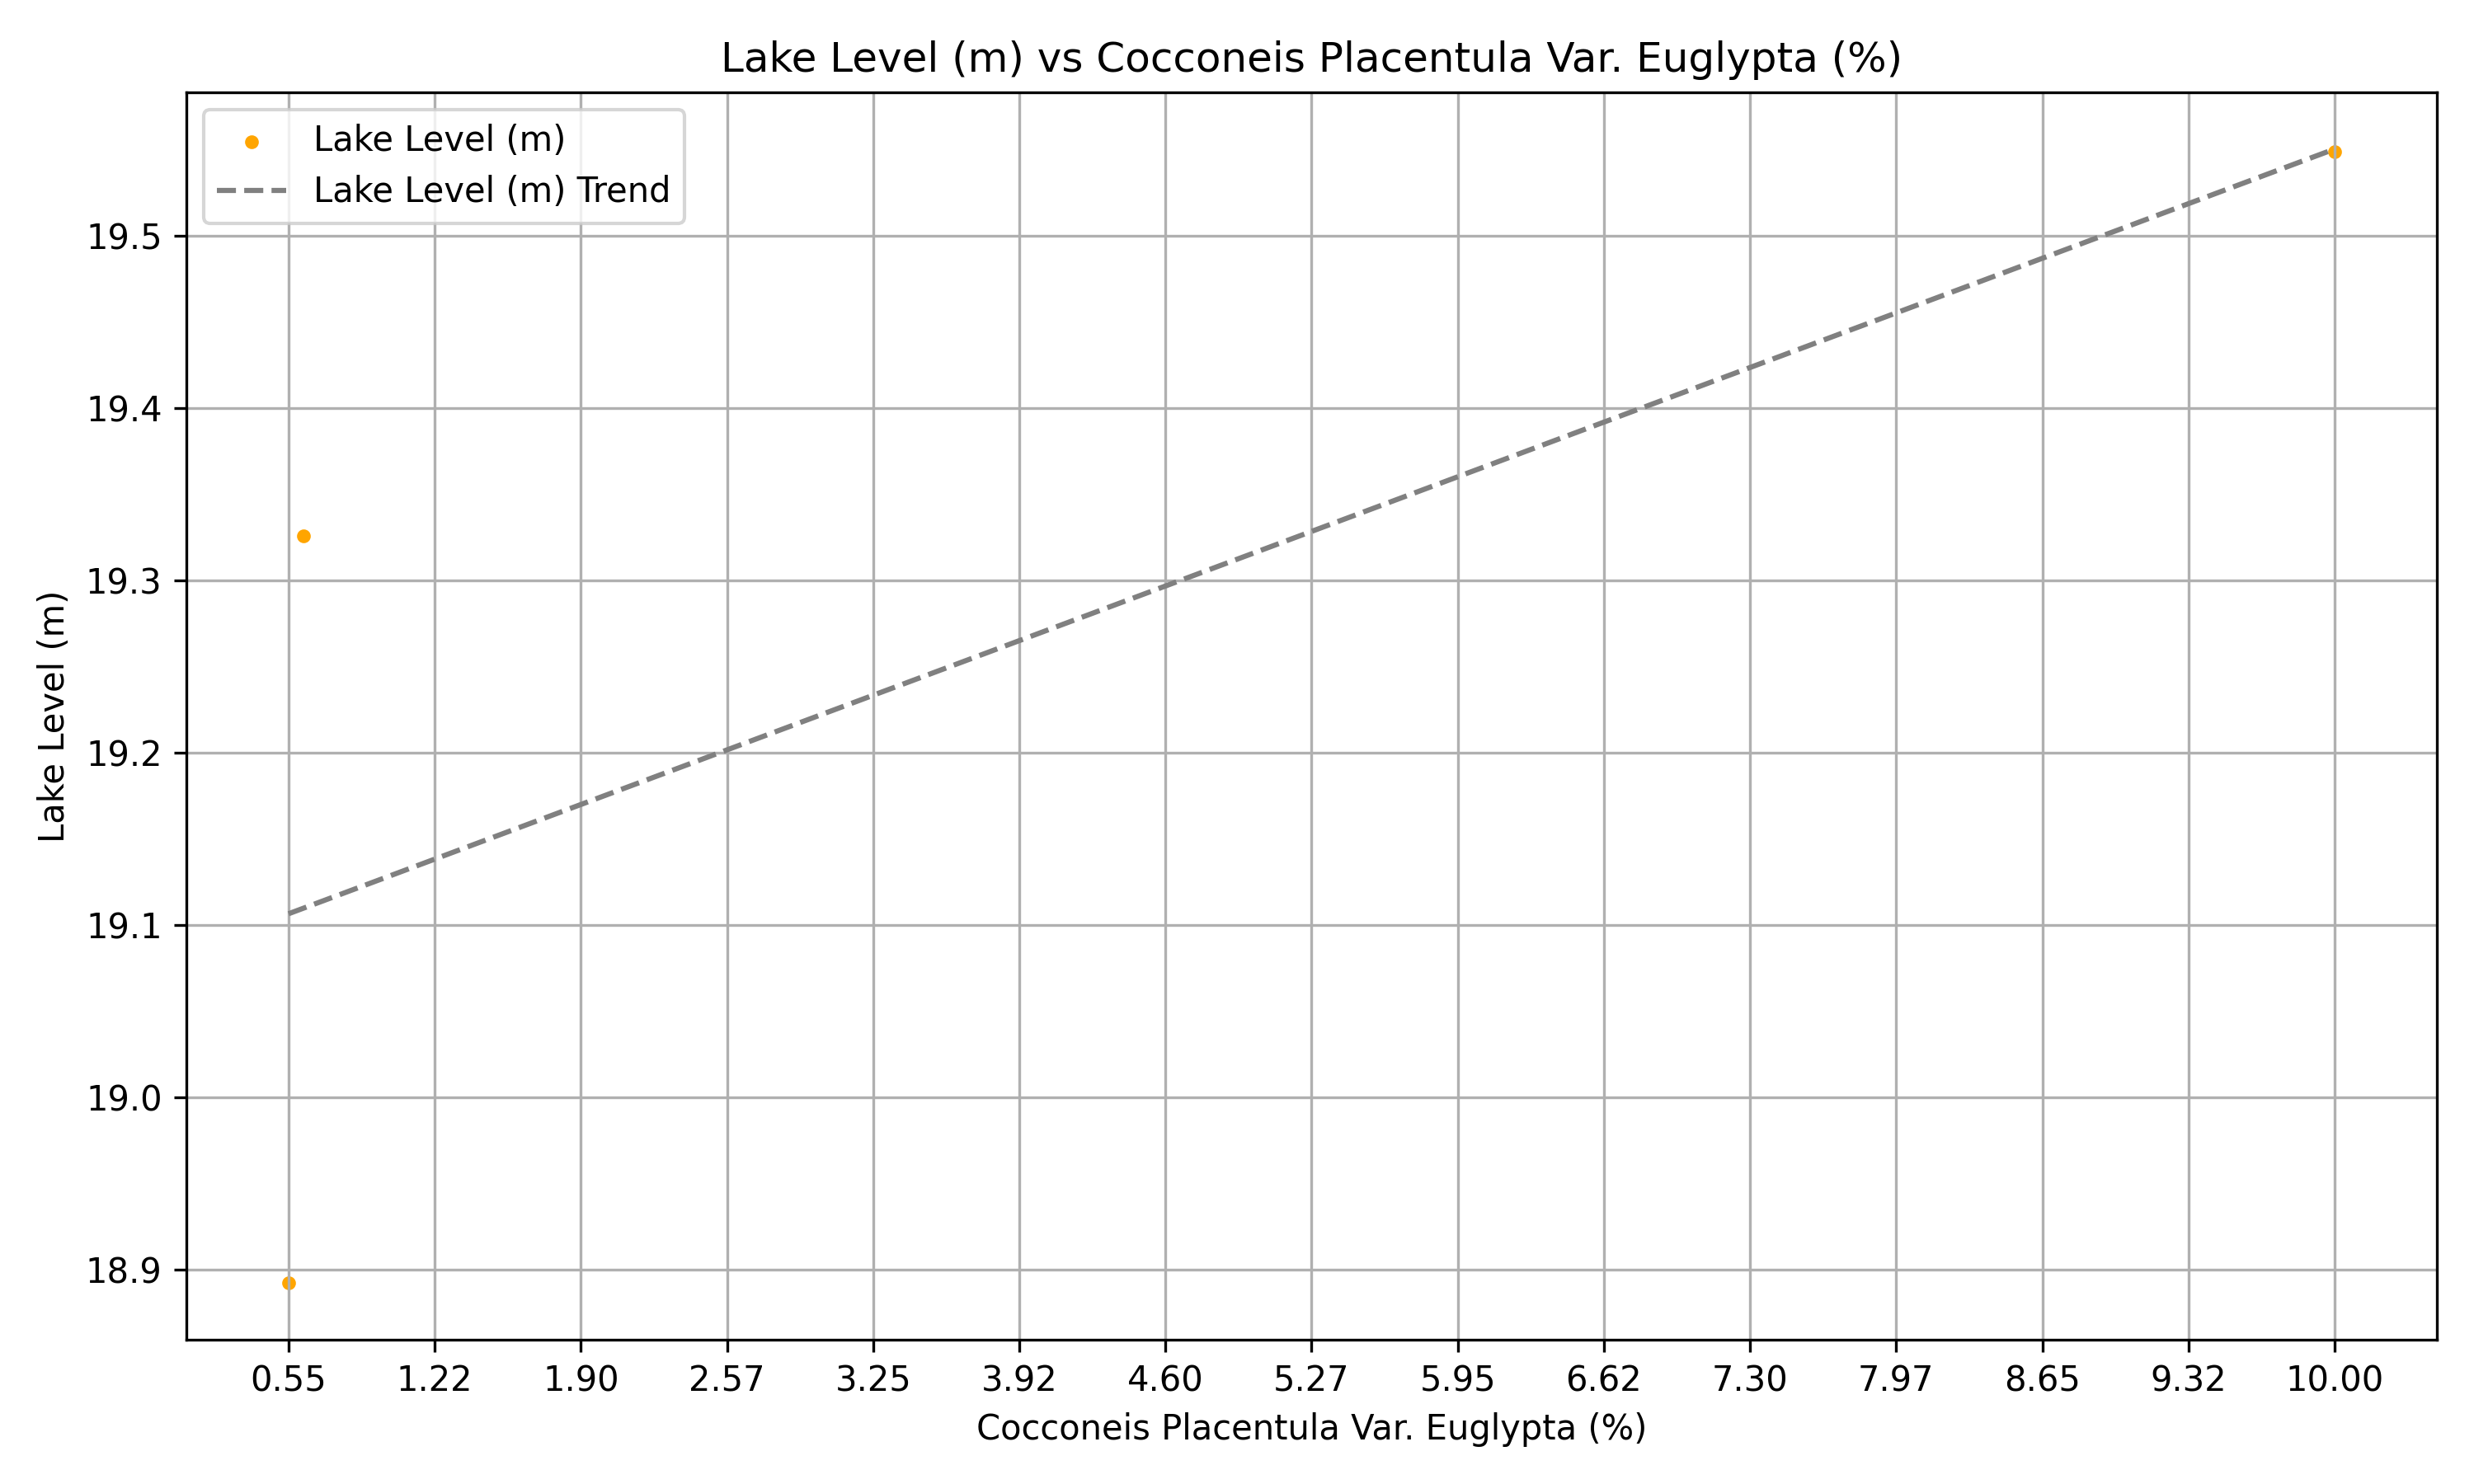 Lake Level (m) vs Cocconeis Placentula Var. Euglypta (%)
Lake Level (m)
Lake Level (m) Trend
19.5
19.4
19.3
19.2
19.1
19.0
18.9
Lake Level (m)
0.55 1.22 1.90 2.57 3.25 3.92 4.60 5.27 5.95 6.62 7.30 7.97 8.65 9.32 10.00
Cocconeis Placentula Var. Euglypta (%)